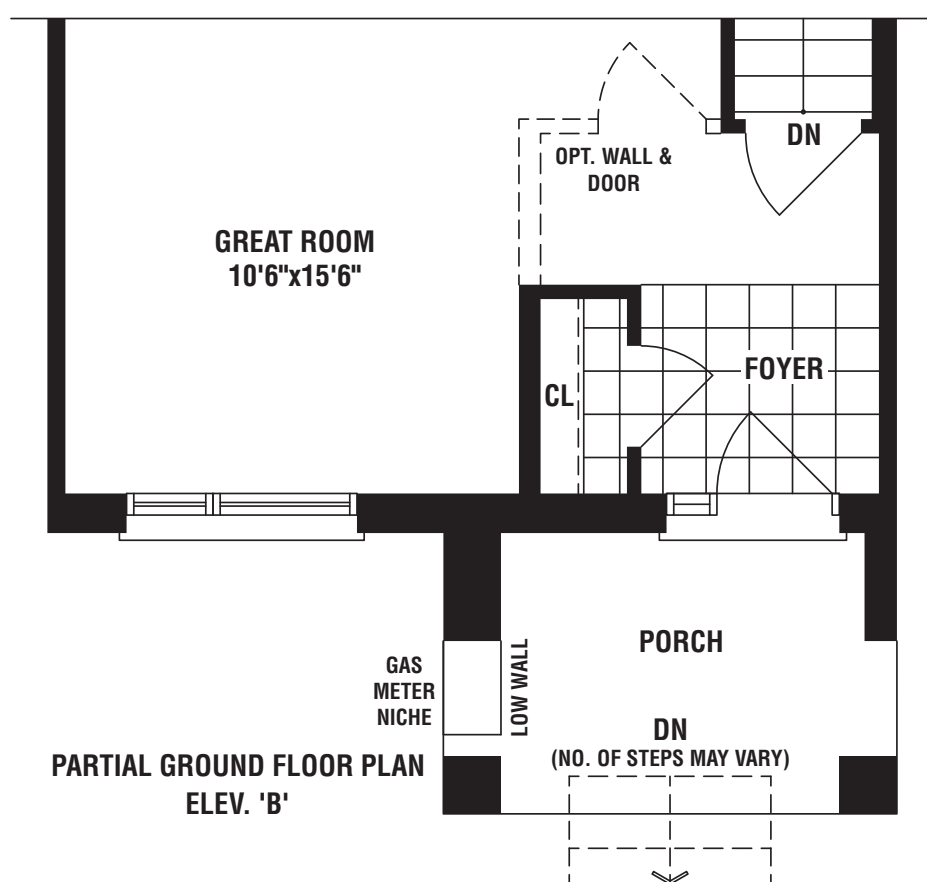 DN
OPT. WALL &
DOOR
GREAT ROOM
10'6"x15'6"
FOYER
CL
PORCH
GAS
METER
NICHE
LOW WALL
DN
(NO. OF STEPS MAY VARY)
PARTIAL GROUND FLOOR PLAN
ELEV. 'B'